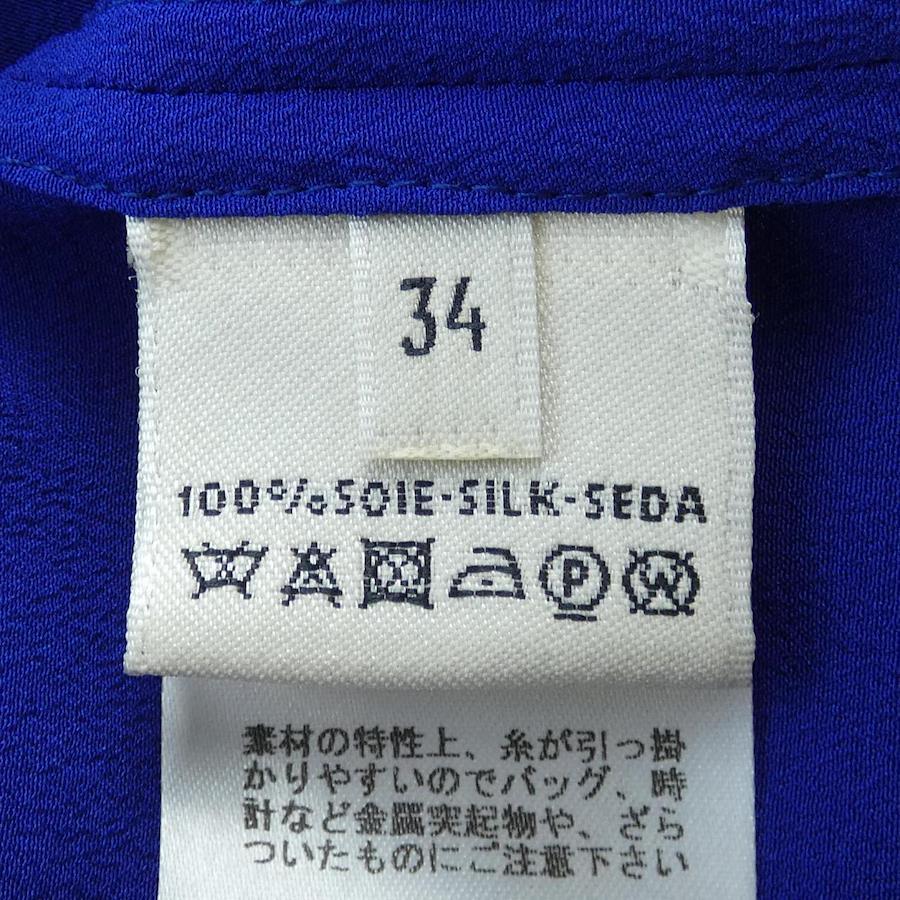 34
100%SOIE-SILK-SEDA
P W
素材の特性上、糸が引っ掛
かりやすいのでバッグ、時
計など金属突起物や、ざら
ついたものにご注意下さい